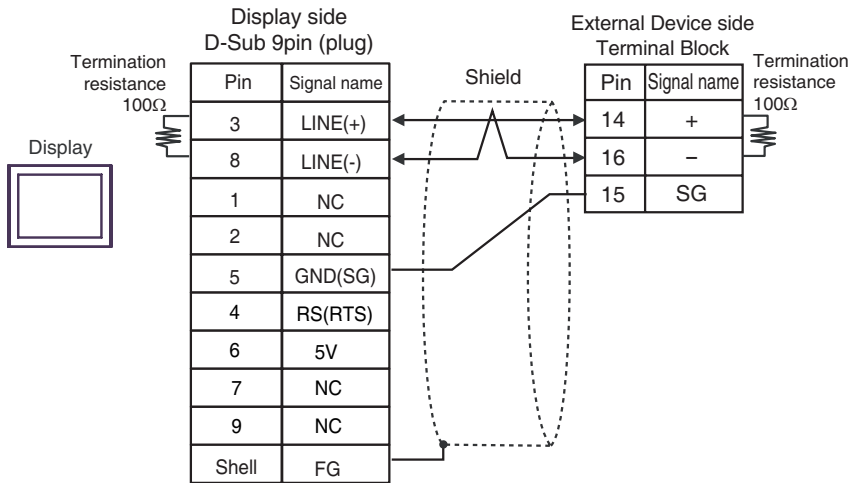 Display side
D-Sub 9pin (plug)
External Device side
Terminal Block
Termination
resistance
100Ω
Termination
resistance
100Ω
Shield
Display
Pin Signal name
3 LINE(+)
8 LINE(-)
1 NC
2 NC
5 GND(SG)
4 RS(RTS)
6 5V
7 NC
9 NC
Shell FG
Pin Signal name
14 +
16 –
15 SG